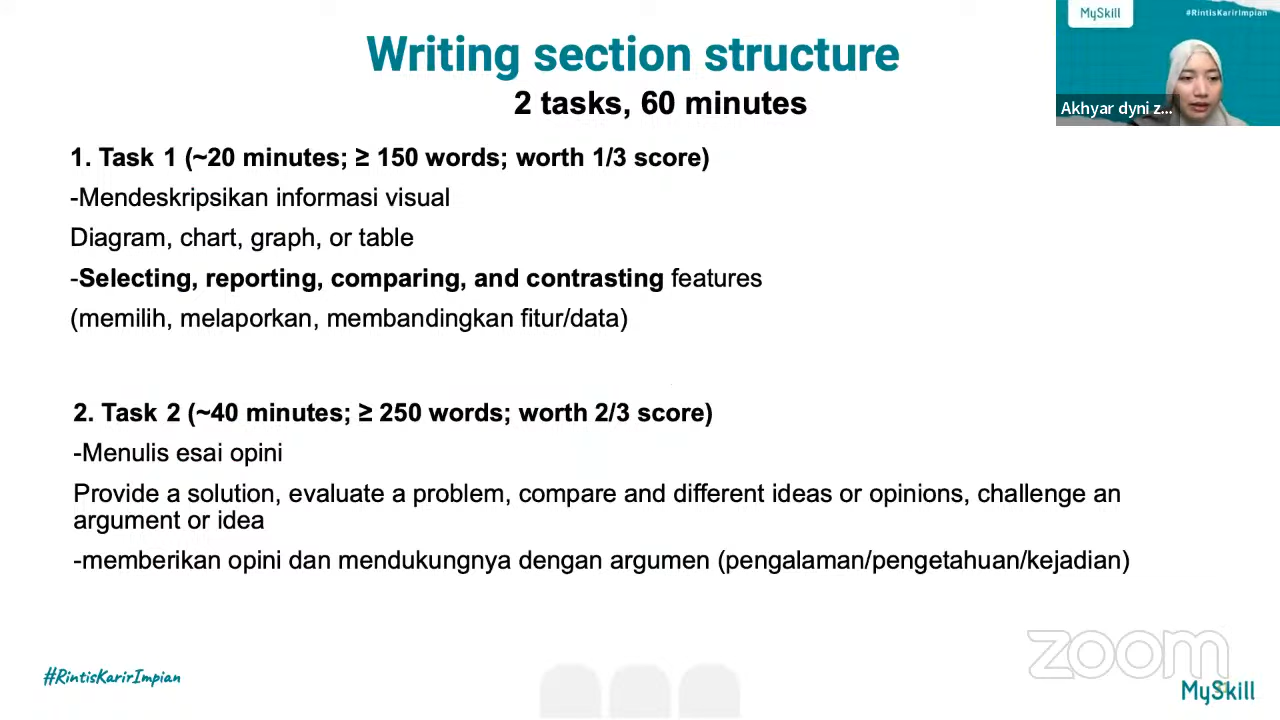 Writing section structure
2 tasks, 60 minutes
MySkill
#RintisKarirImpian
Akhyar dyni z...
1. Task 1 (~20 minutes; ≥ 150 words; worth 1/3 score)
-Mendeskripsikan informasi visual
Diagram, chart, graph, or table
-Selecting, reporting, comparing, and contrasting features
(memilih, melaporkan, membandingkan fitur/data)
2. Task 2 (~40 minutes; ≥ 250 words; worth 2/3 score)
-Menulis esai opini
Provide a solution, evaluate a problem, compare and different ideas or opinions, challenge an
argument or idea
-memberikan opini dan mendukungnya dengan argumen (pengalaman/pengetahuan/kejadian)
#RintisKarirImpian
zoom
MySkill